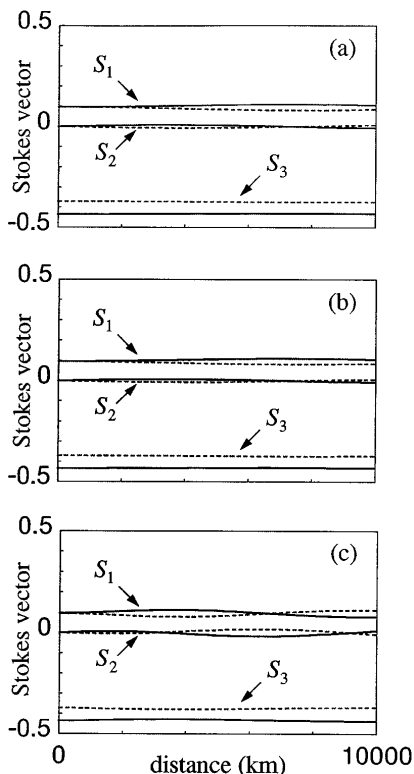 0.5
(a)
S1
Stokes vector
0
S2
S3
-0.5
0.5
(b)
S1
Stokes vector
0
S2
S3
-0.5
0.5
(c)
S1
Stokes vector
0
S2
S3
-0.5
0 5000 10000
distance (km)